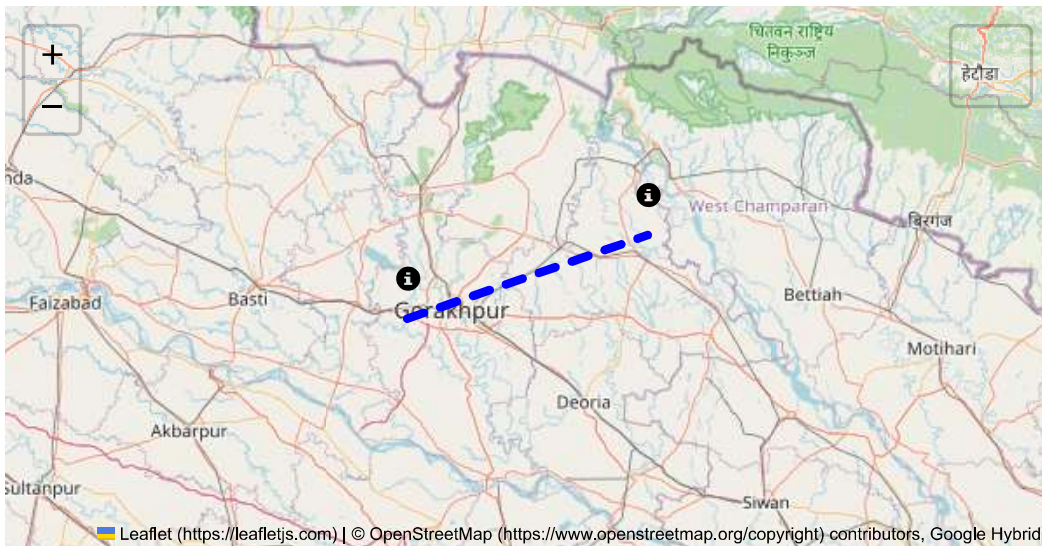 चितवन राष्ट्रिय
निकुञ्ज
+
हेटौडा
−
nda
West Champaran
बिरगंज
Faizabad
Basti
Gorakhpur
Bettiah
Motihari
Deoria
Akbarpur
Sultanpur
Siwan
Leaflet (https://leafletjs.com) | © OpenStreetMap (https://www.openstreetmap.org/copyright) contributors, Google Hybrid